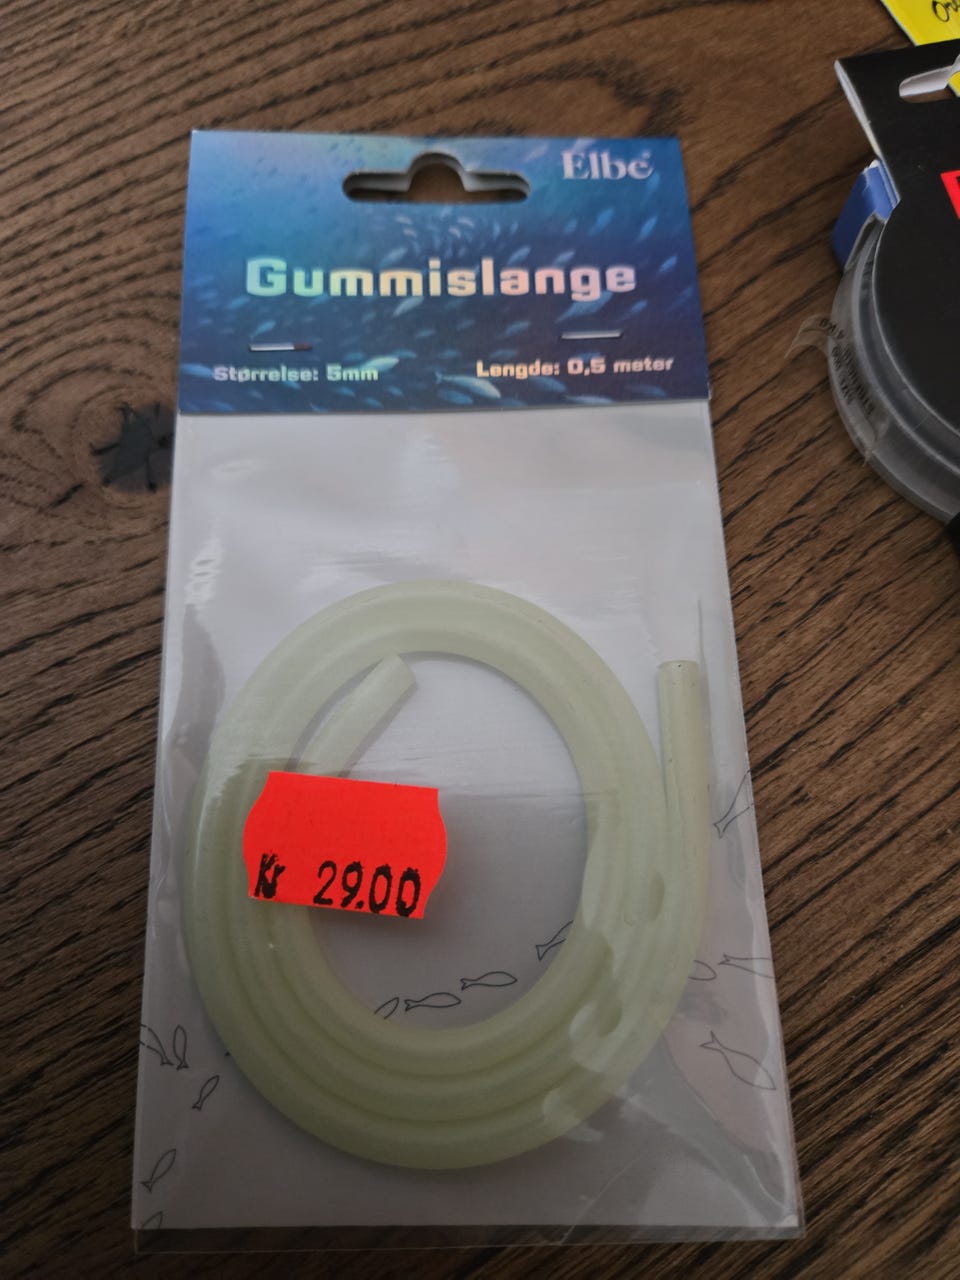 Elbe
Gummislange
Størrelse: 5mm
Lengde: 0,5 meter
Kr 29.00